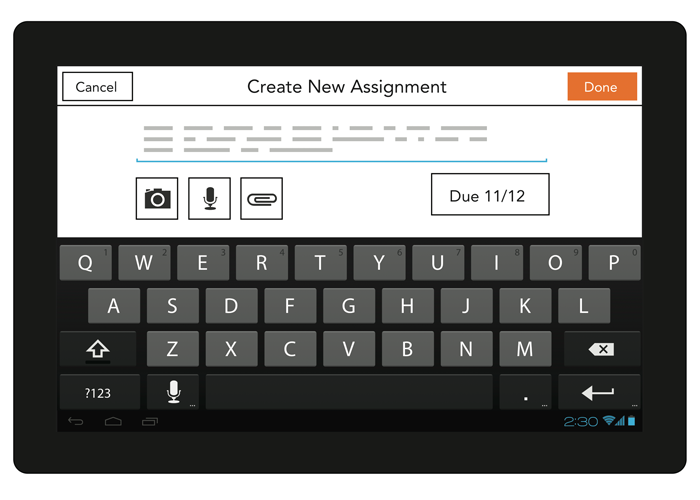 Cancel Create New Assignment Done
Due 11/12
Q 1 W 2 E 3 R 4 T 5 Y 6 U 7 I 8 O 9 P 0
A S D F G H J K L
Z X C V B N M
?123 ... . ... ...
2:30